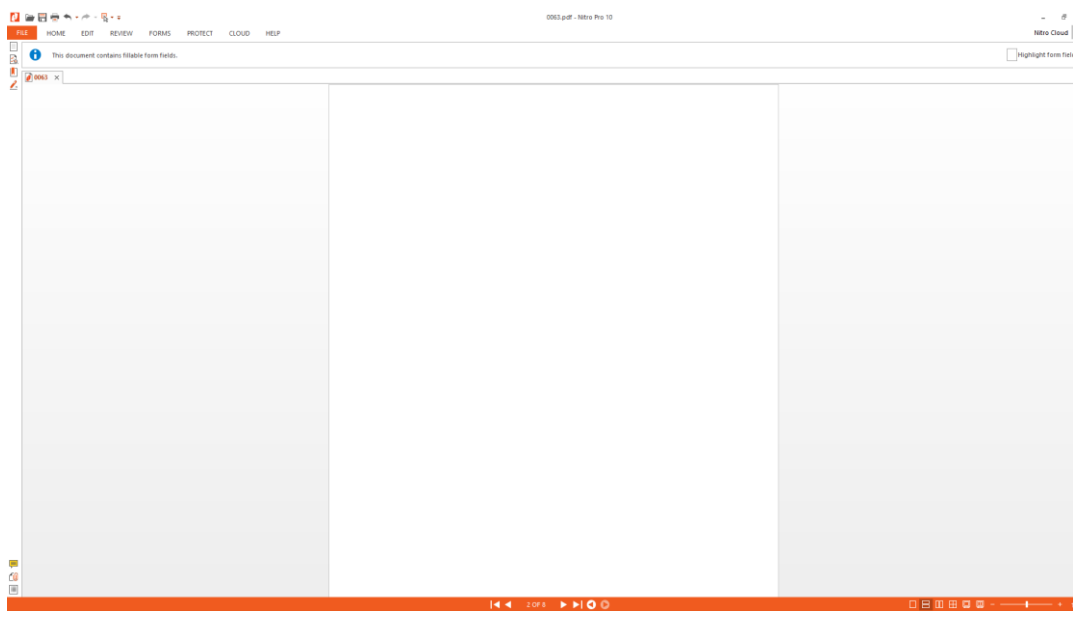 0063.pdf - Nitro Pro 10
FILE HOME EDIT REVIEW FORMS PROTECT CLOUD HELP
Nitro Cloud
This document contains fillable form fields.
Highlight form fiel
0063
2 OF 8